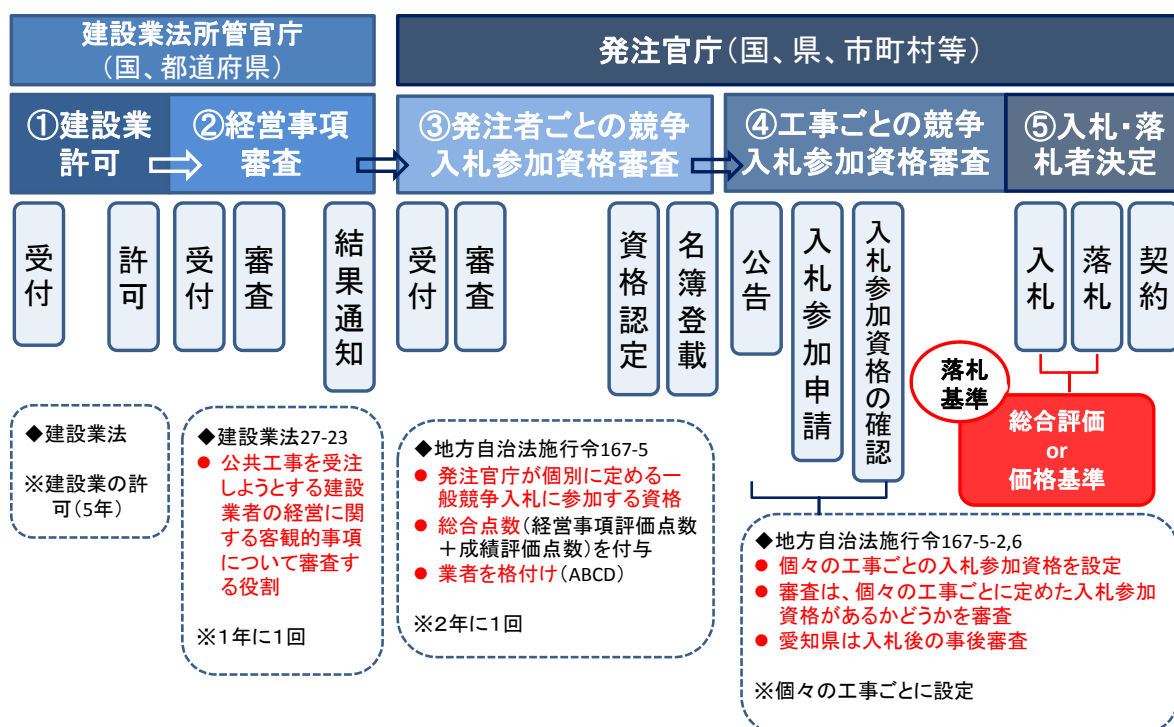 建設業法所管官庁
（国、都道府県）
発注官庁（国、県、市町村等）
①建設業
許可
②経営事項
審査
③発注者ごとの競争
入札参加資格審査
④工事ごとの競争
入札参加資格審査
⑤入札・落
札者決定
受付
許可
受付
審査
結果通知
受付
審査
資格認定
名簿登載
公告
入札参加申請
入札参加資格の確認
入札
落札
契約
落札
基準
総合評価
or
価格基準
◆建設業法
※建設業の許
可（5年）
◆建設業法27-23
● 公共工事を受注
しようとする建設
業者の経営に関
する客観的事項
について審査す
る役割
※１年に１回
◆地方自治法施行令167-5
● 発注官庁が個別に定める一
般競争入札に参加する資格
● 総合点数（経営事項評価点数
＋成績評価点数）を付与
● 業者を格付け（ABCD）
※２年に１回
◆地方自治法施行令167-5-2,6
● 個々の工事ごとの入札参加資格を設定
● 審査は、個々の工事ごとに定めた入札参加
資格があるかどうかを審査
● 愛知県は入札後の事後審査
※個々の工事ごとに設定